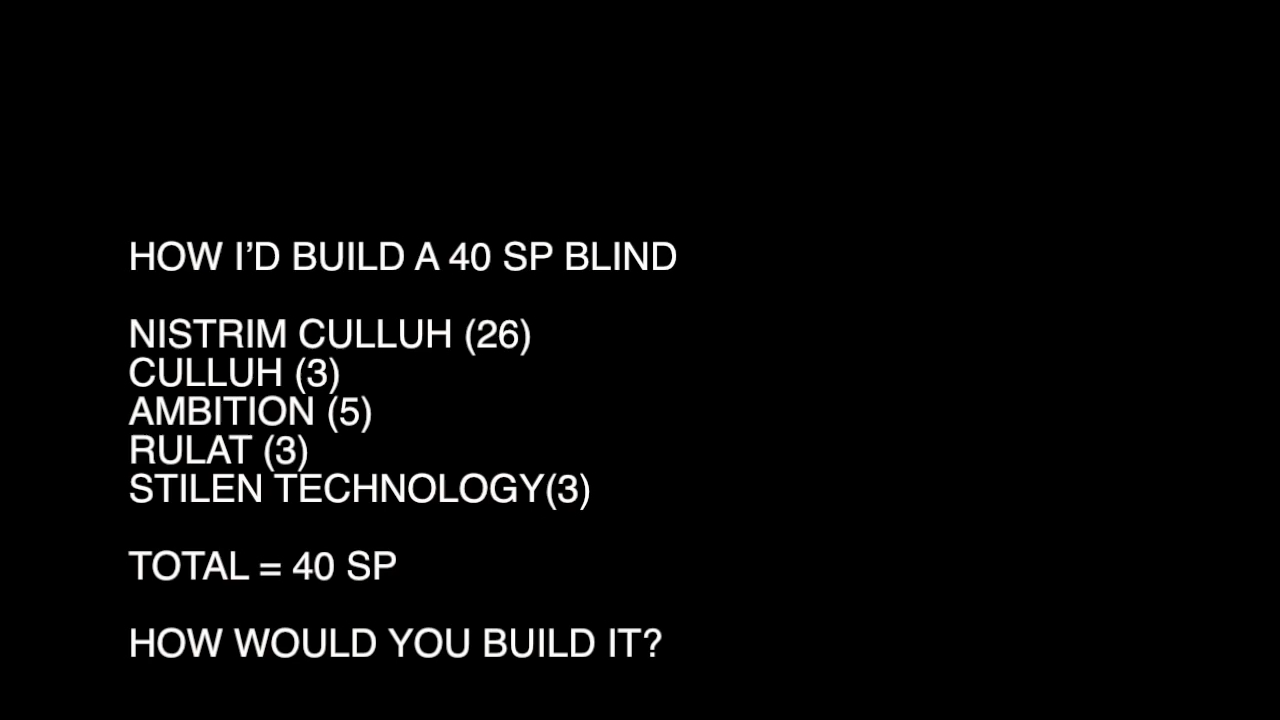 HOW I’D BUILD A 40 SP BLIND
NISTRIM CULLUH (26)
CULLUH (3)
AMBITION (5)
RULAT (3)
STILEN TECHNOLOGY(3)
TOTAL = 40 SP
HOW WOULD YOU BUILD IT?